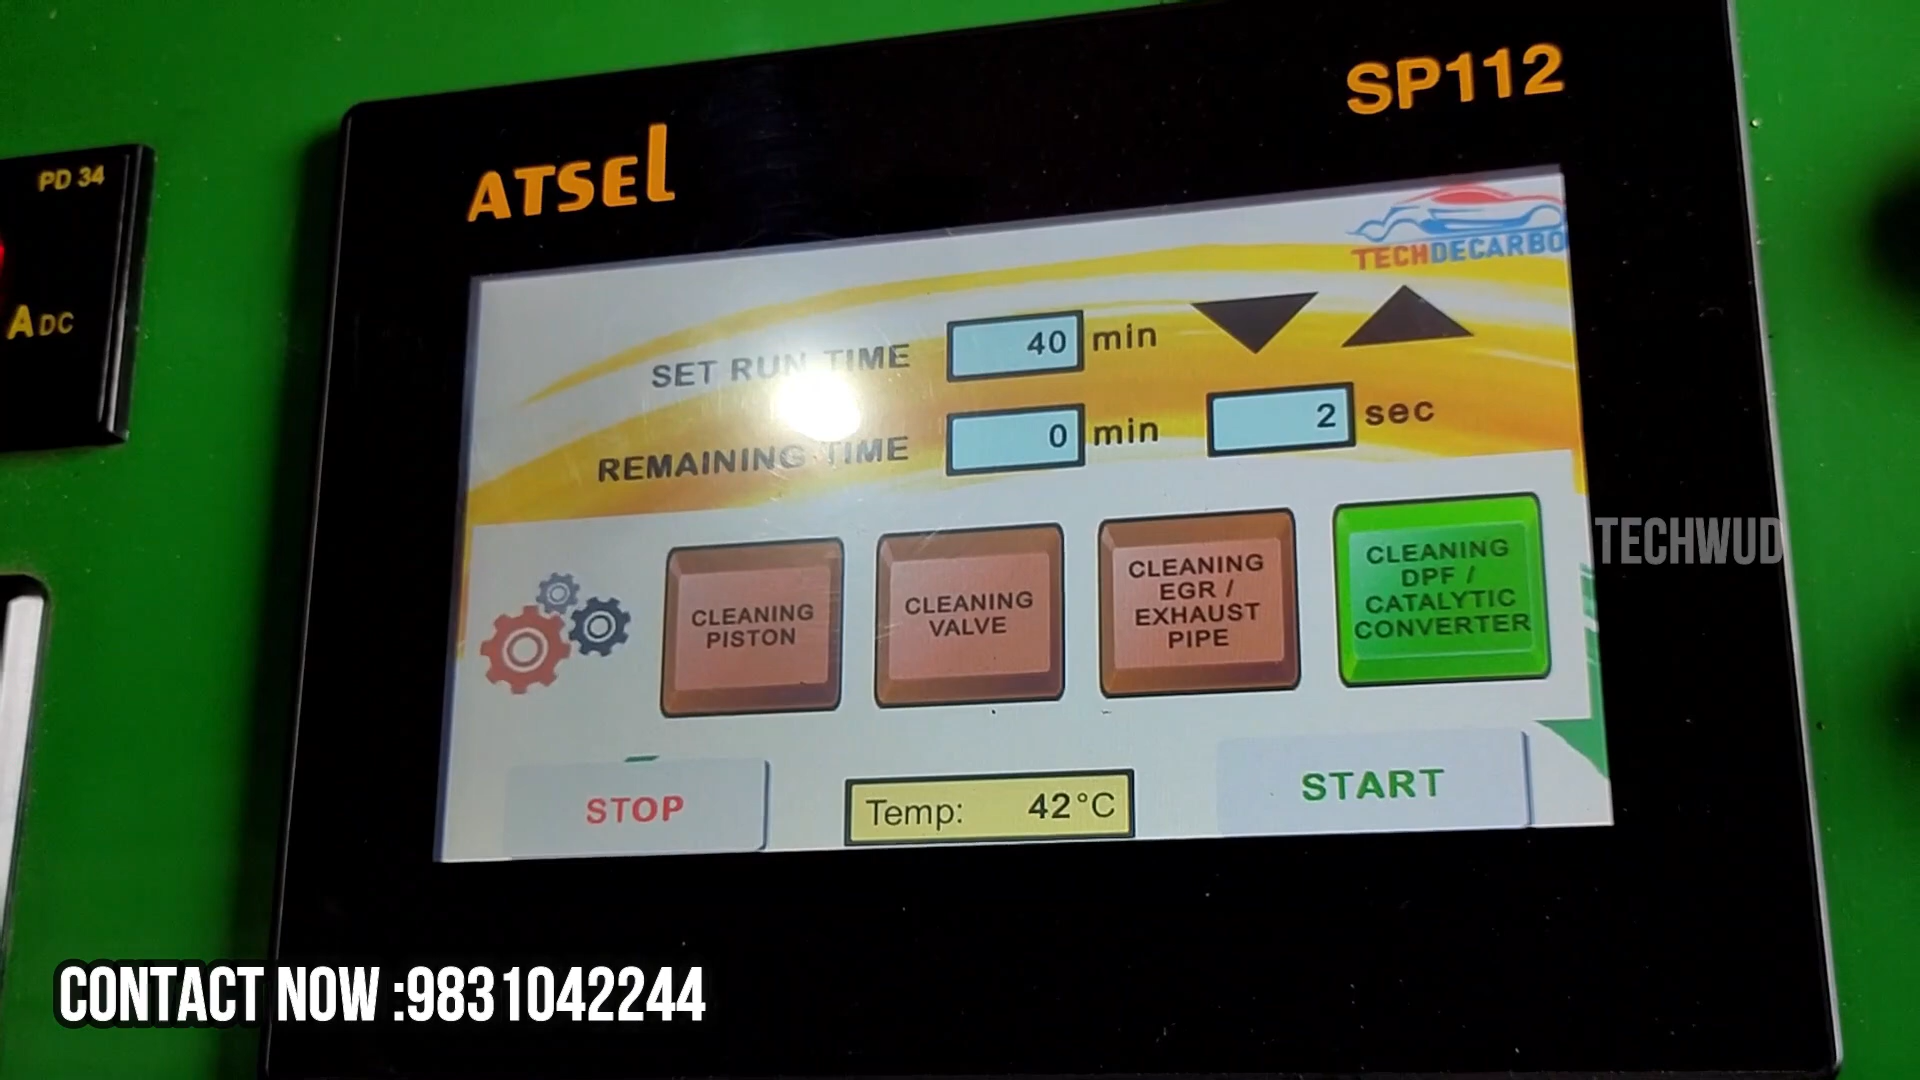 PD 34
A DC
ATSEL
SP112
TECHDECARBO
SET RUN TIME 40 min
REMAINING TIME 0 min 2 sec
CLEANING
PISTON
CLEANING
VALVE
CLEANING
EGR /
EXHAUST
PIPE
CLEANING
DPF /
CATALYTIC
CONVERTER
STOP
Temp: 42°C
START
TECHWUD
CONTACT NOW :9831042244